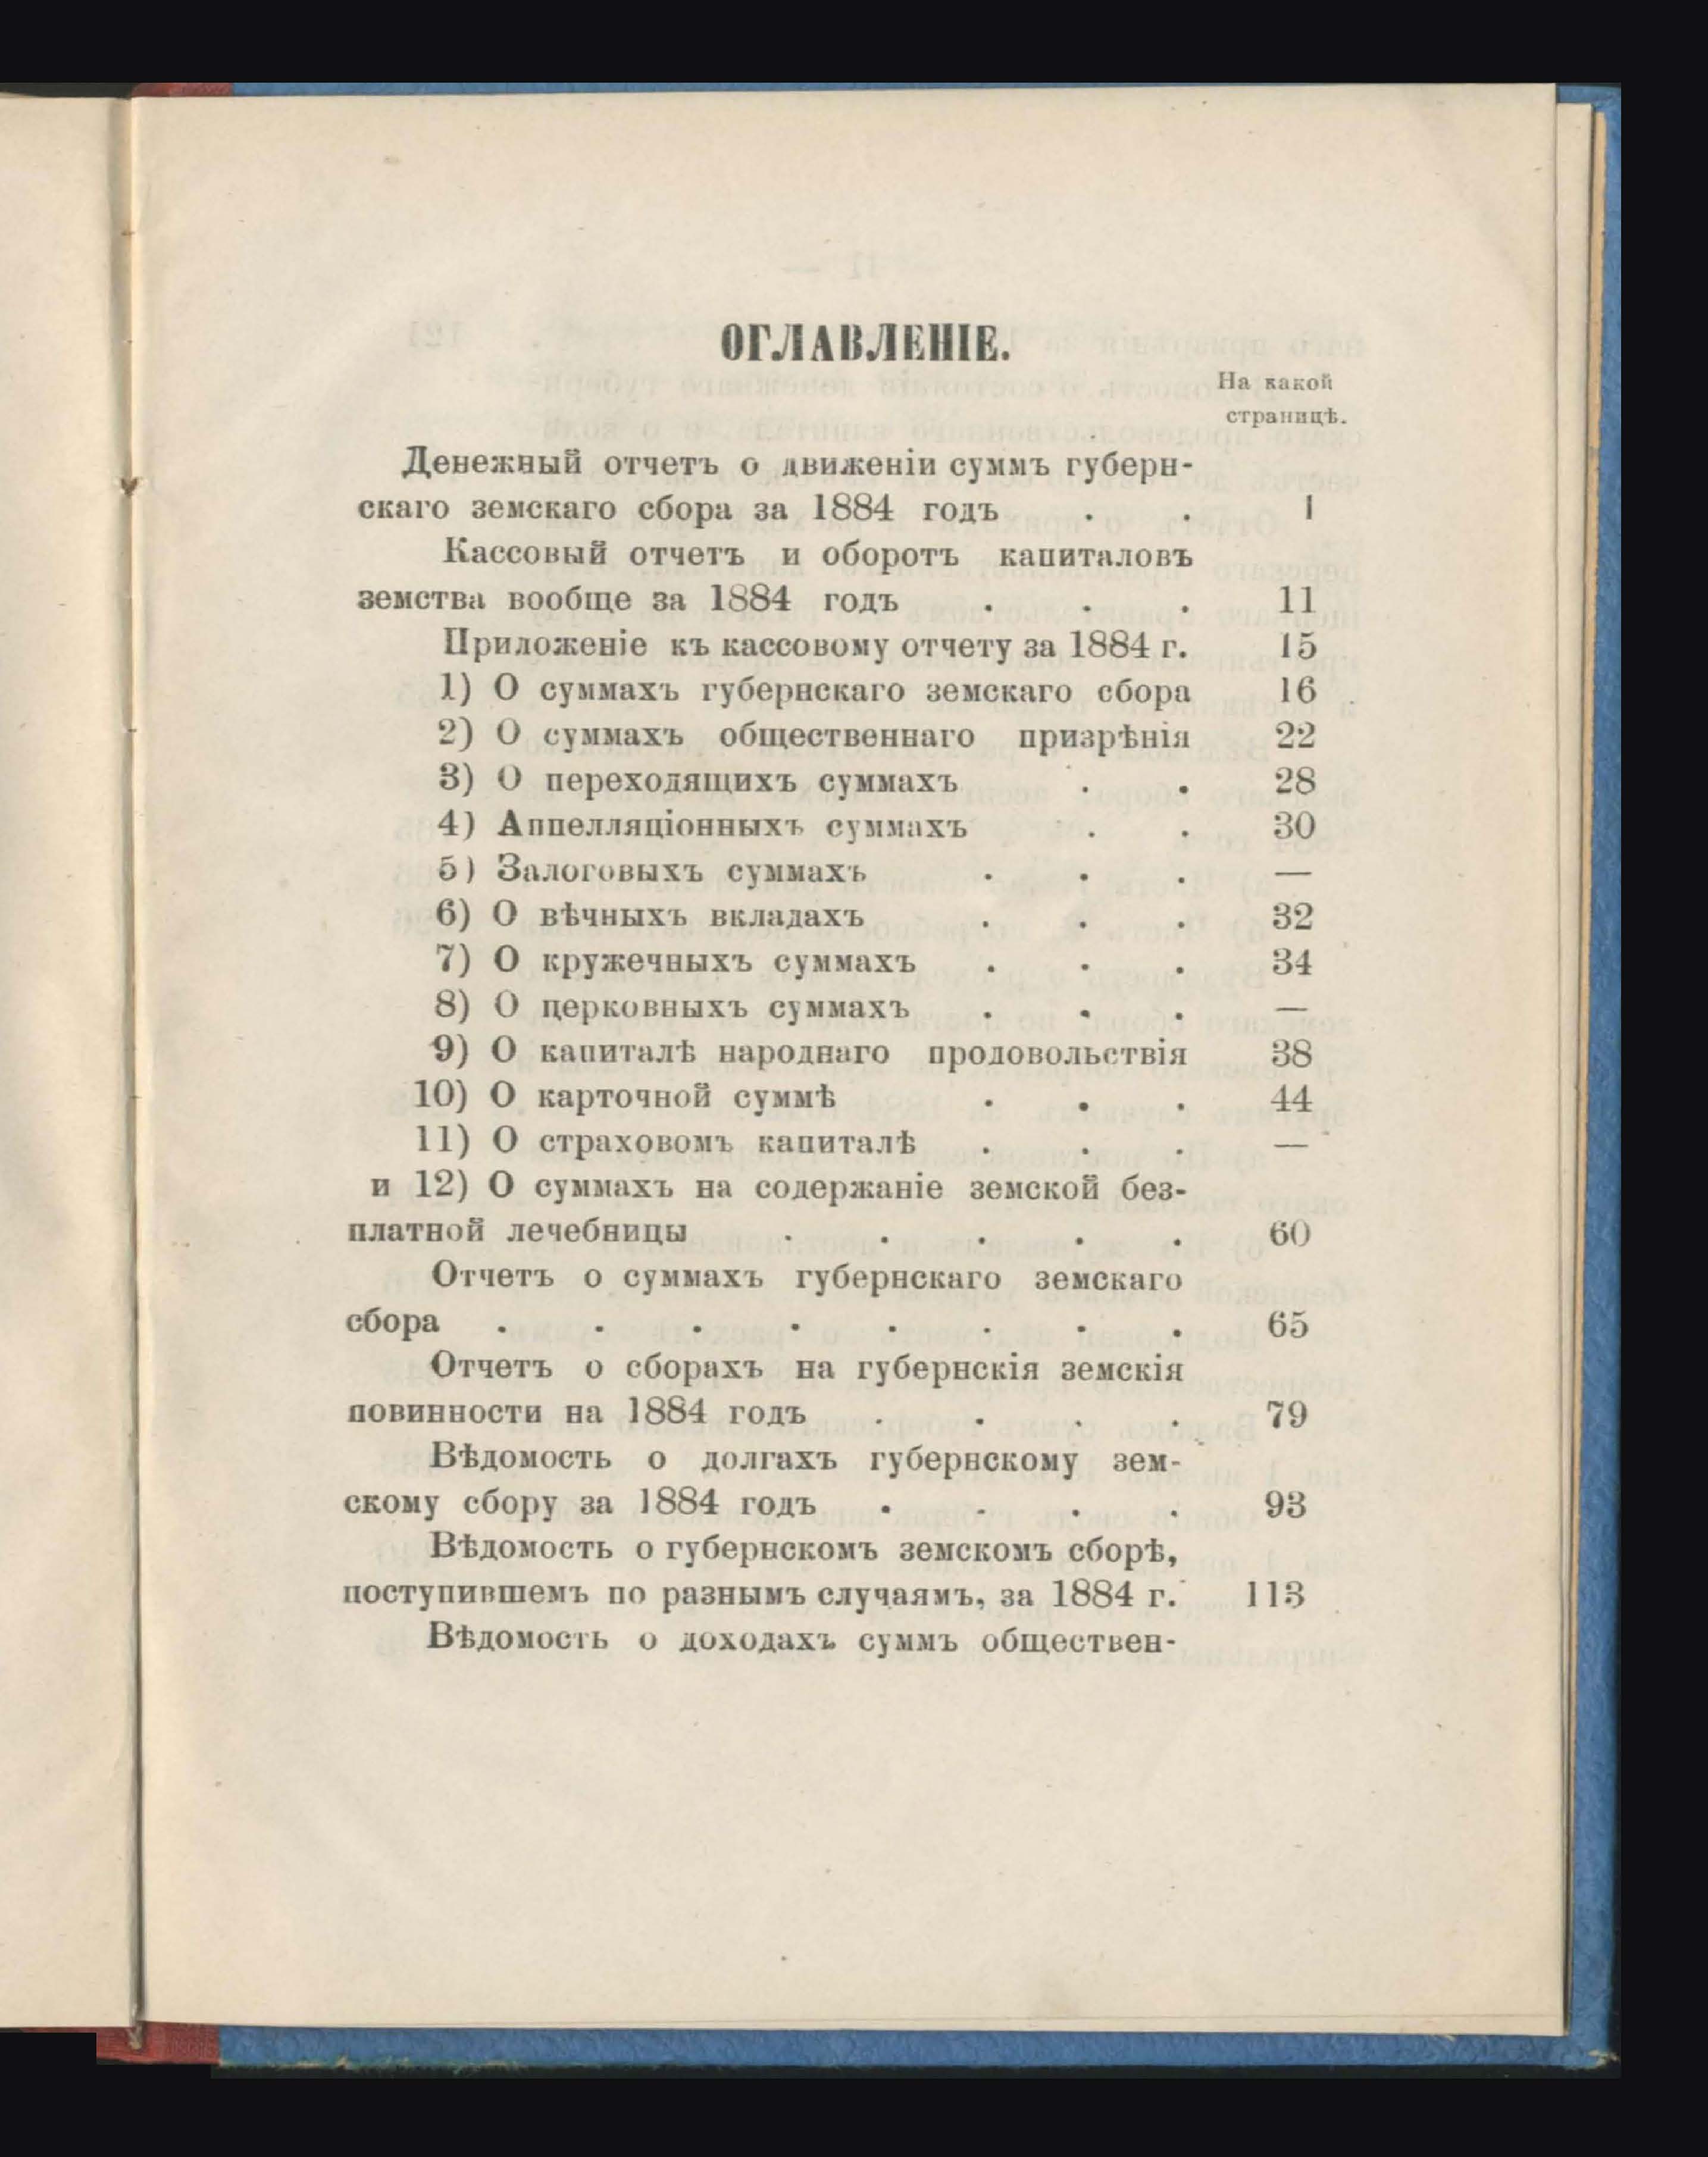 ОГЛАВЛЕНІЕ.
На какой
страницѣ.
Денежный отчетъ о движеніи суммъ губерн-
скаго земскаго сбора за 1884 годъ . . 1
Кассовый отчетъ и оборотъ капиталовъ
земства вообще за 1884 годъ . . . 11
Приложеніе къ кассовому отчету за 1884 г. 15
1) О суммахъ губернскаго земскаго сбора 16
2) О суммахъ общественнаго призрѣнія 22
3) О переходящихъ суммахъ . . 28
4) Аппелляціонныхъ суммахъ . . 30
5) Залоговыхъ суммахъ . . . —
6) О вѣчныхъ вкладахъ . . . 32
7) О кружечныхъ суммахъ . . . 34
8) О церковныхъ суммахъ . . . —
9) О капиталѣ народнаго продовольствія 38
10) О карточной суммѣ . . . 44
11) О страховомъ капиталѣ . . . —
и 12) О суммахъ на содержаніе земской без-
платной лечебницы . . . . . 60
Отчетъ о суммахъ губернскаго земскаго
сбора . . . . . . . . 65
Отчетъ о сборахъ на губернскія земскія
повинности на 1884 годъ . . . . 79
Вѣдомость о долгахъ губернскому зем-
скому сбору за 1884 годъ . . . . 93
Вѣдомость о губернскомъ земскомъ сборѣ,
поступившемъ по разнымъ случаямъ, за 1884 г. 113
Вѣдомость о доходахъ суммъ обществен-